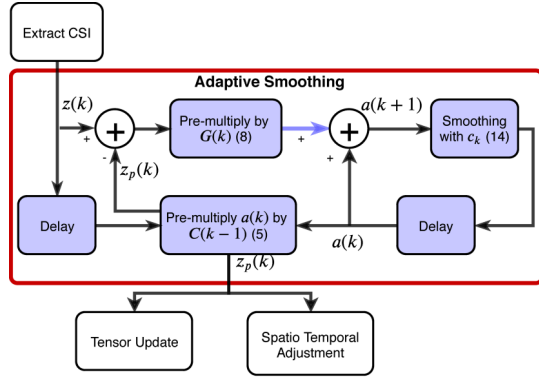 Extract CSI
Adaptive Smoothing
z(k)
a(k + 1)
Pre-multiply by
G(k) (8)
Smoothing
with c_k (14)
+
+
+
+
-
+
z_p(k)
Delay
Pre-multiply a(k) by
C(k − 1) (5)
Delay
a(k)
z_p(k)
Tensor Update
Spatio Temporal
Adjustment